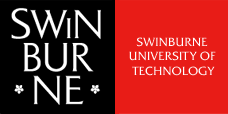 SWiN
BUR
·NE·
SWINBURNE
UNIVERSITY OF
TECHNOLOGY